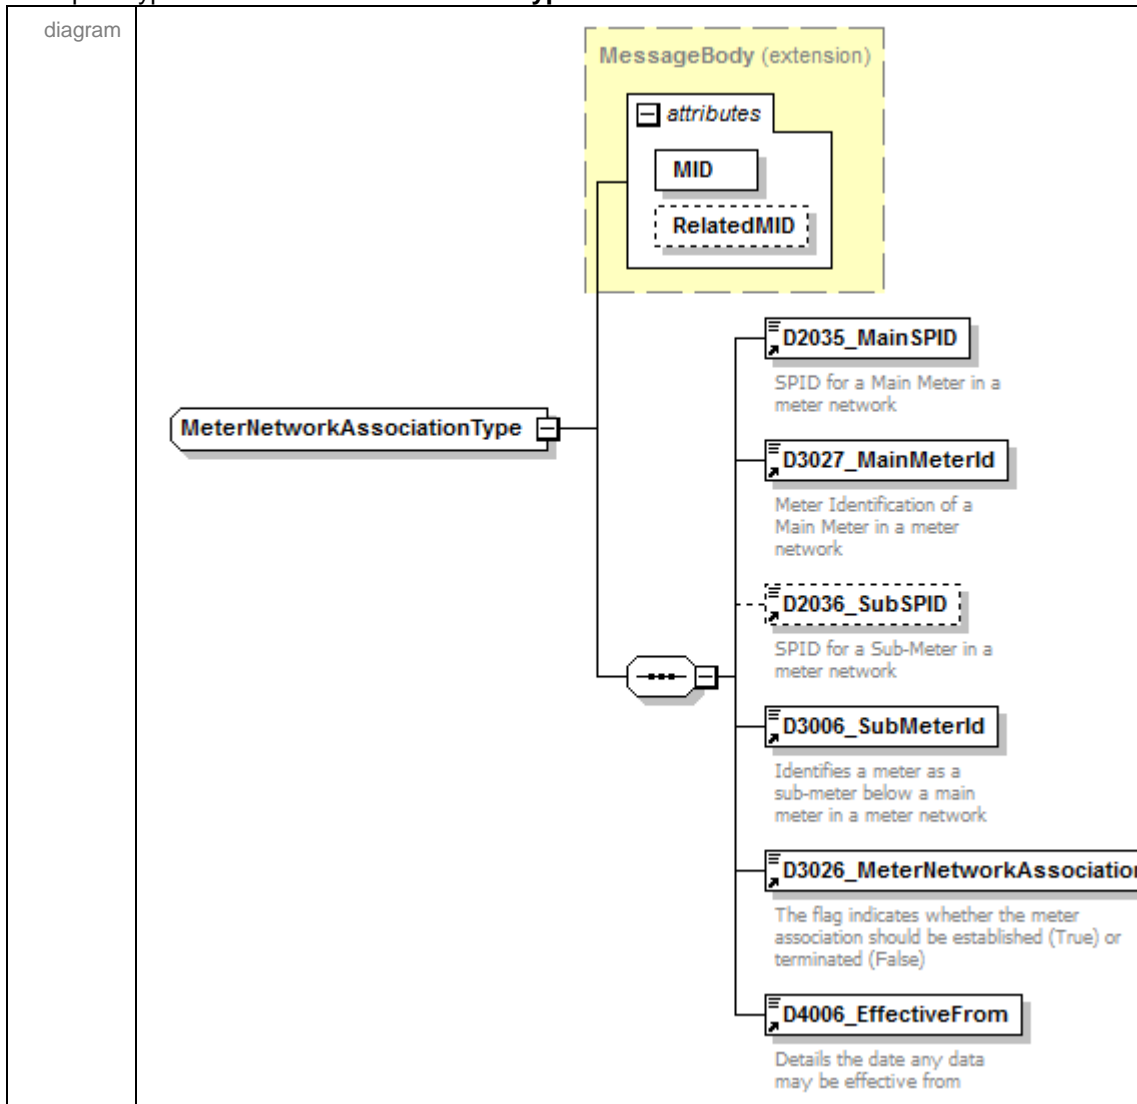 diagram
MessageBody (extension)
attributes
MID
RelatedMID
D2035_MainSPID
SPID for a Main Meter in a
meter network
MeterNetworkAssociationType
D3027_MainMeterId
Meter Identification of a
Main Meter in a meter
network
D2036_SubSPID
SPID for a Sub-Meter in a
meter network
D3006_SubMeterId
Identifies a meter as a
sub-meter below a main
meter in a meter network
D3026_MeterNetworkAssociation
The flag indicates whether the meter
association should be established (True) or
terminated (False)
D4006_EffectiveFrom
Details the date any data
may be effective from